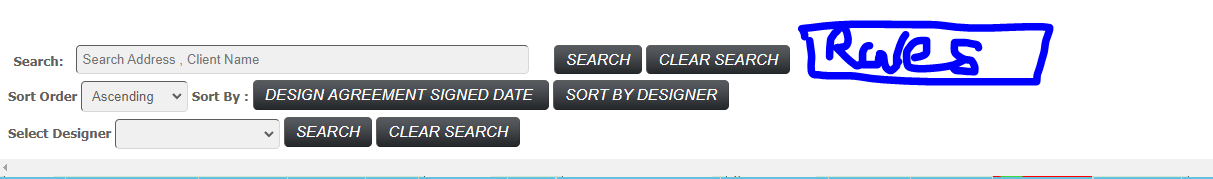 Search: Search Address , Client Name SEARCH CLEAR SEARCH Rules
Sort Order Ascending Sort By : DESIGN AGREEMENT SIGNED DATE SORT BY DESIGNER
Select Designer SEARCH CLEAR SEARCH